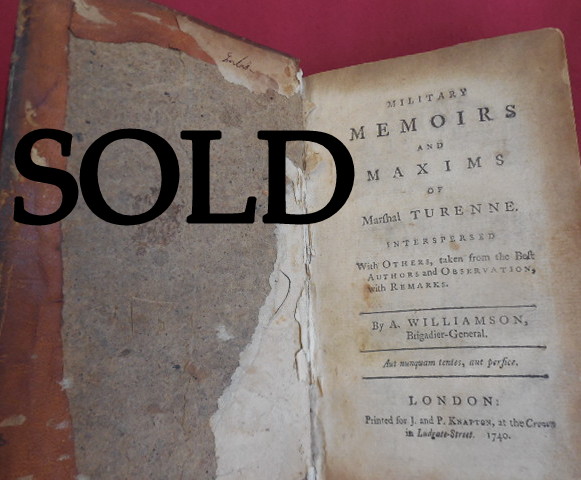 SOLD
MILITARY
MEMOIRS
AND
MAXIMS
OF
Marſhal TURENNE.
INTERSPERSED
With OTHERS, taken from the Beſt
AUTHORS and OBSERVATION,
with REMARKS.
By A. WILLIAMSON,
Brigadier-General.
Aut nunquam tentes, aut perfice.
LONDON:
Printed for J. and P. KNAPTON, at the Crown
in Ludgate-Street. 1740.